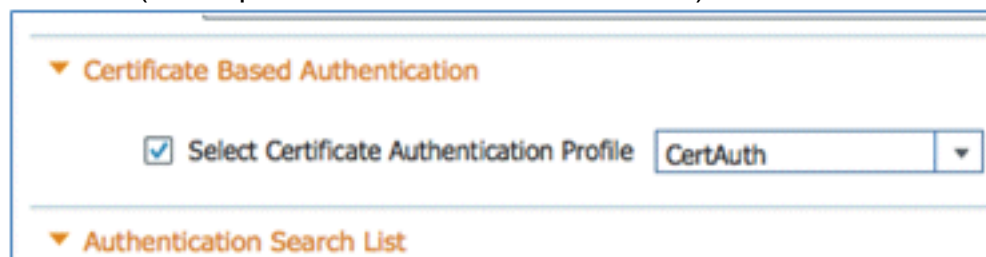 Certificate Based Authentication
Select Certificate Authentication Profile CertAuth
Authentication Search List